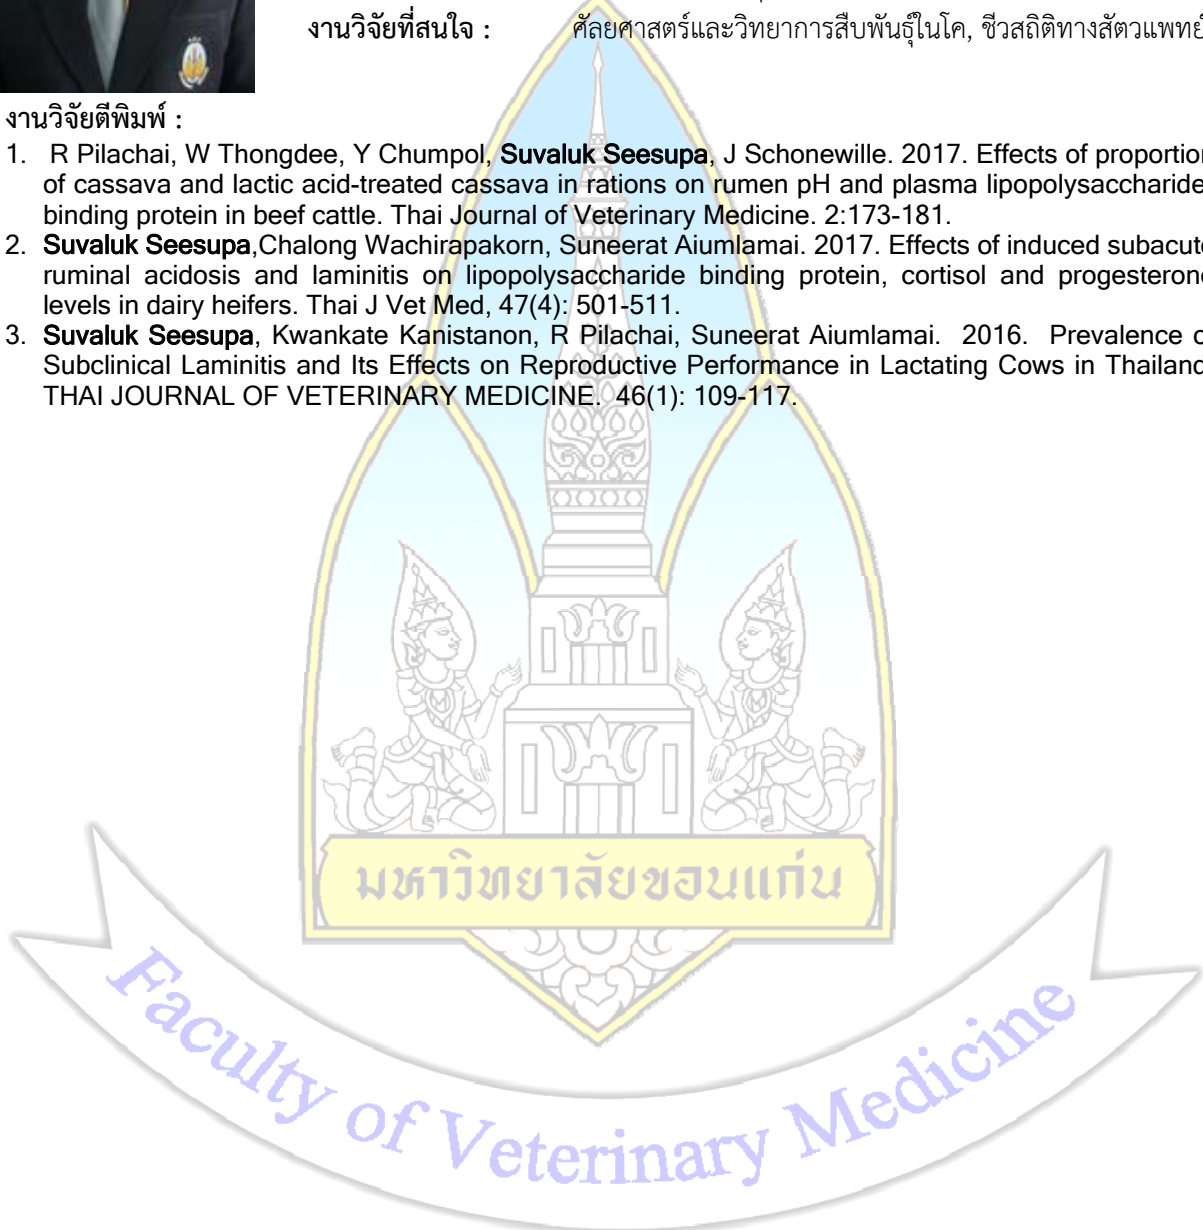 งานวิจัยที่สนใจ : ศัลยศาสตร์และวิทยาการสืบพันธุ์ในโค, ชีวสถิติทางสัตวแพทย์
งานวิจัยตีพิมพ์ :
1. R Pilachai, W Thongdee, Y Chumpol, Suvaluk Seesupa, J Schonewille. 2017. Effects of proportion
of cassava and lactic acid-treated cassava in rations on rumen pH and plasma lipopolysaccharide
binding protein in beef cattle. Thai Journal of Veterinary Medicine. 2:173-181.
2. Suvaluk Seesupa,Chalong Wachirapakorn, Suneerat Aiumlamai. 2017. Effects of induced subacute
ruminal acidosis and laminitis on lipopolysaccharide binding protein, cortisol and progesterone
levels in dairy heifers. Thai J Vet Med, 47(4): 501-511.
3. Suvaluk Seesupa, Kwankate Kanistanon, R Pilachai, Suneerat Aiumlamai. 2016. Prevalence of
Subclinical Laminitis and Its Effects on Reproductive Performance in Lactating Cows in Thailand
THAI JOURNAL OF VETERINARY MEDICINE. 46(1): 109-117.
มหาวิทยาลัยขอนแก่น
Faculty of Veterinary Medicine